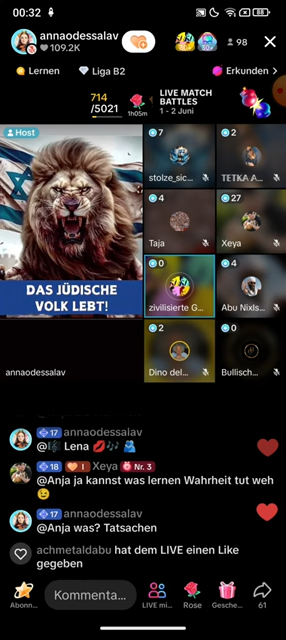 00:32
88
annodessalav
109.2K
98
Lernen
Liga B2
Erkunden
714
/5021
1h05m
LIVE MATCH
BATTLES
1 - 2 Juni
Host
DAS JÜDISCHE
VOLK LEBT!
annaodessalav
7
stolze_sic...
2
TETKA A...
4
Taja
27
Xeya
0
zivilisierte G...
4
Abu Nixls...
2
Dino del...
0
Bullisch...
17 annaodessalav
@🎼 Lena 💋🎶🫂
18 I Xeya Nr. 3
@Anja ja kannst was lernen Wahrheit tut weh
😉
17 annaodessalav
@Anja was? Tatsachen
achmetaldabu hat dem LIVE einen Like
gegeben
Abonn...
Kommenta...
LIVE mi...
Rose
Gesche...
61